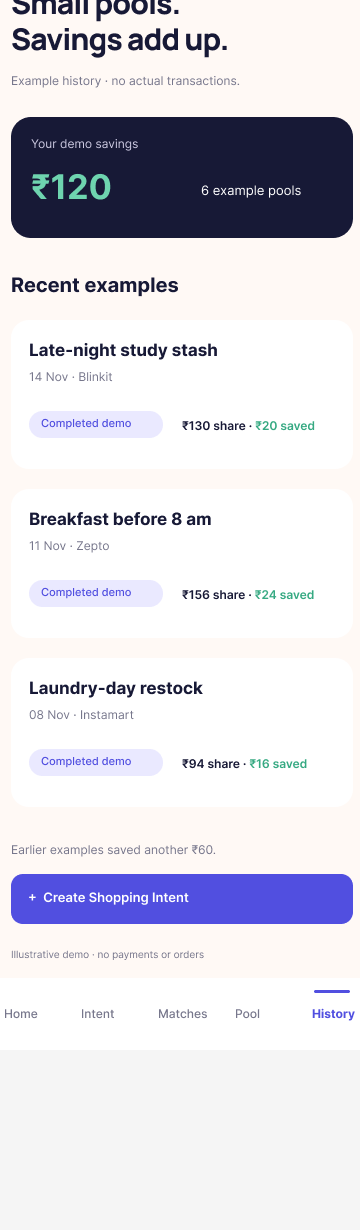 Small pools.
Savings add up.
Example history · no actual transactions.
Your demo savings
₹120
6 example pools
Recent examples
Late-night study stash
14 Nov · Blinkit
Completed demo
₹130 share · ₹20 saved
Breakfast before 8 am
11 Nov · Zepto
Completed demo
₹156 share · ₹24 saved
Laundry-day restock
08 Nov · Instamart
Completed demo
₹94 share · ₹16 saved
Earlier examples saved another ₹60.
+ Create Shopping Intent
Illustrative demo · no payments or orders
Home Intent Matches Pool History